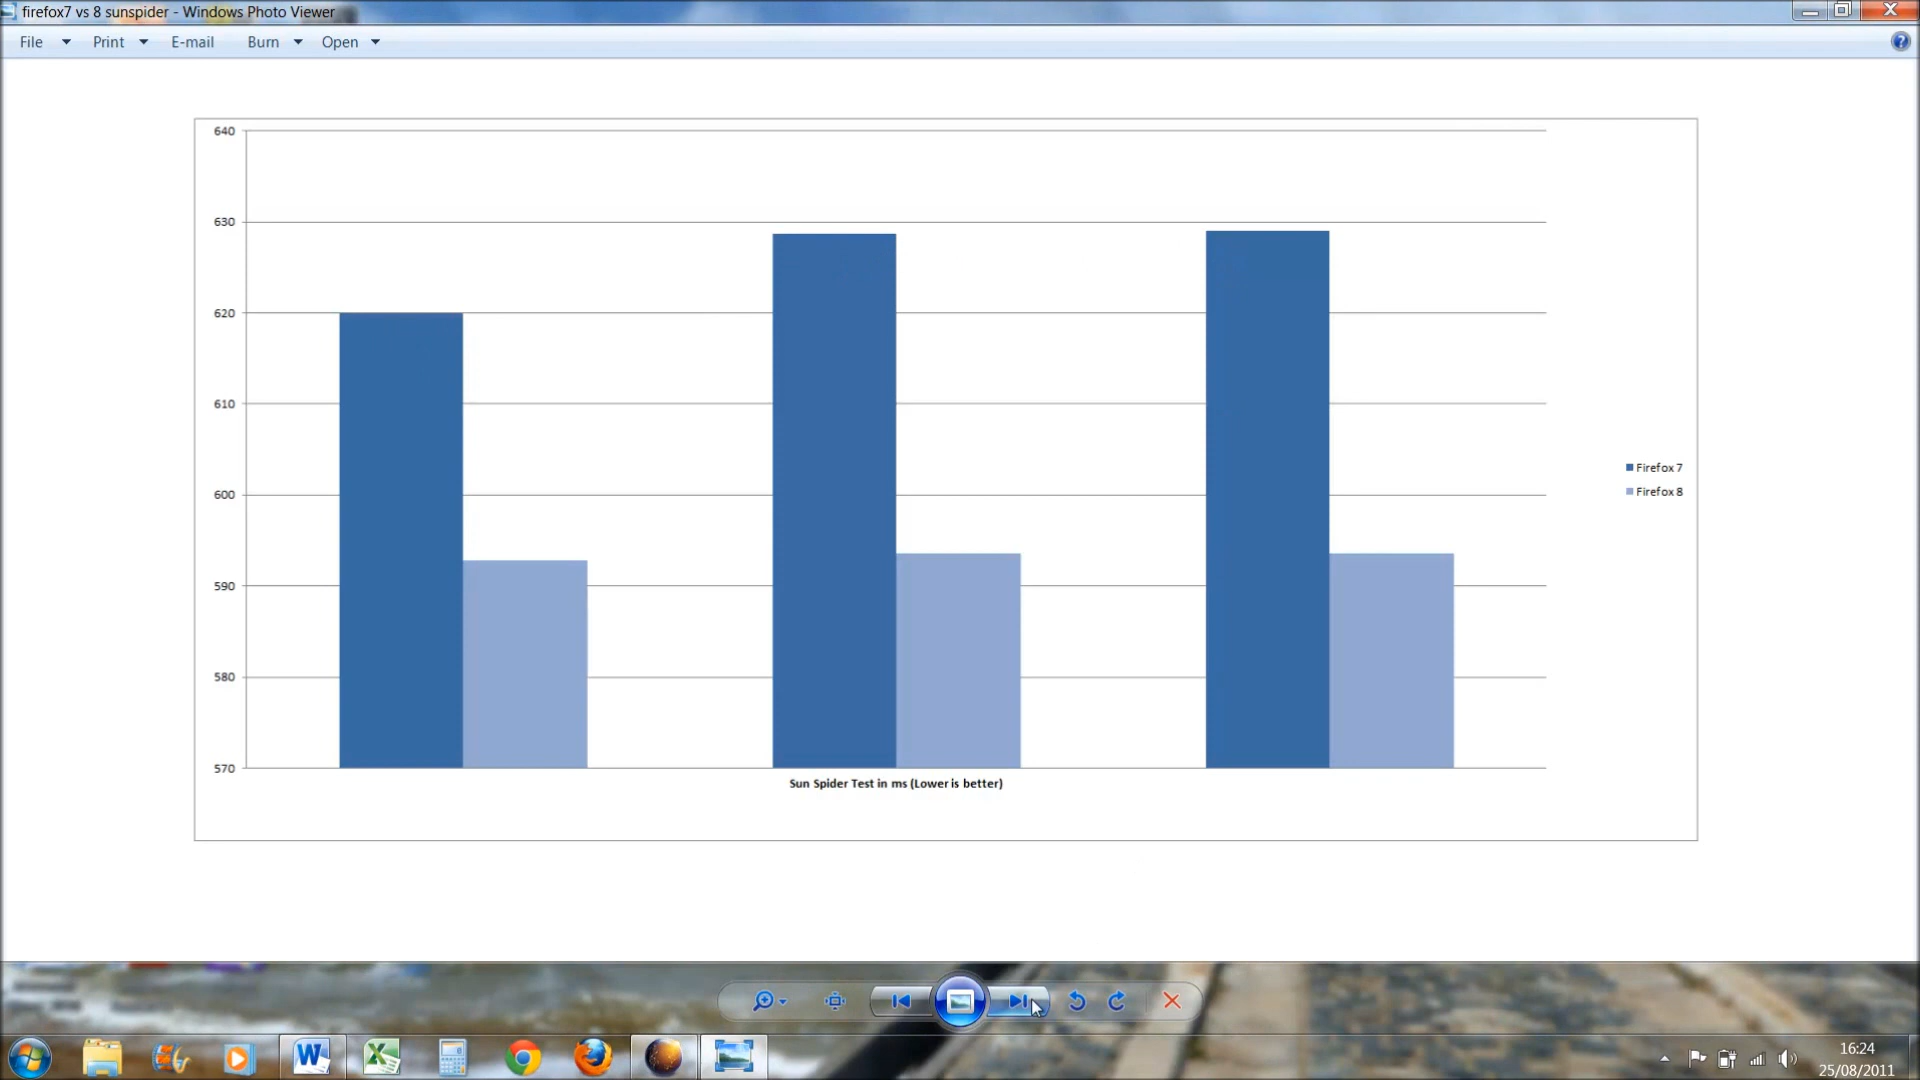 firefox7 vs 8 sunspider - Windows Photo Viewer
File Print E-mail Burn Open
640
630
620
610
600
590
580
570
Firefox 7
Firefox 8
Sun Spider Test in ms (Lower is better)
16:24
25/08/2011